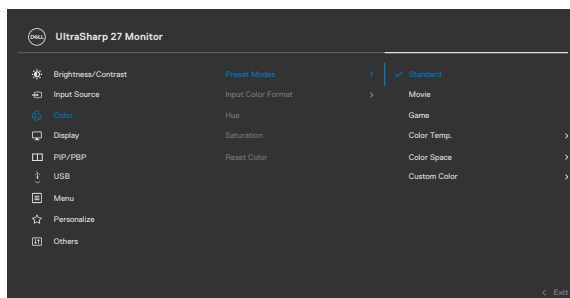 DELL UltraSharp 27 Monitor
Brightness/Contrast
Input Source
Color
Display
PIP/PBP
USB
Menu
Personalize
Others
Preset Modes
Input Color Format
Hue
Saturation
Reset Color
Standard
Movie
Game
Color Temp.
Color Space
Custom Color
Exit